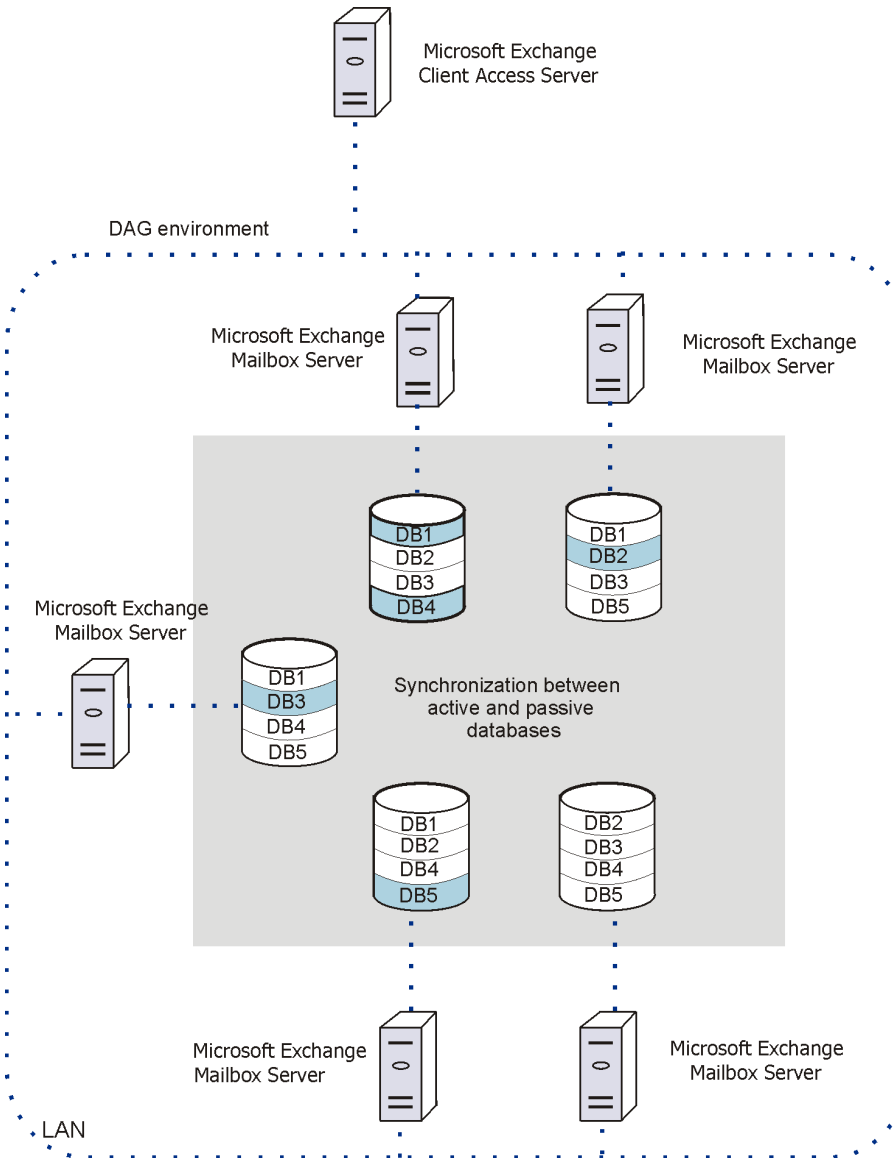 Microsoft Exchange
Client Access Server
DAG environment
Microsoft Exchange
Mailbox Server
Microsoft Exchange
Mailbox Server
DB1
DB2
DB3
DB4
DB1
DB2
DB3
DB5
Microsoft Exchange
Mailbox Server
DB1
DB3
DB4
DB5
Synchronization between
active and passive
databases
DB1
DB2
DB4
DB5
DB2
DB3
DB4
DB5
Microsoft Exchange
Mailbox Server
Microsoft Exchange
Mailbox Server
LAN